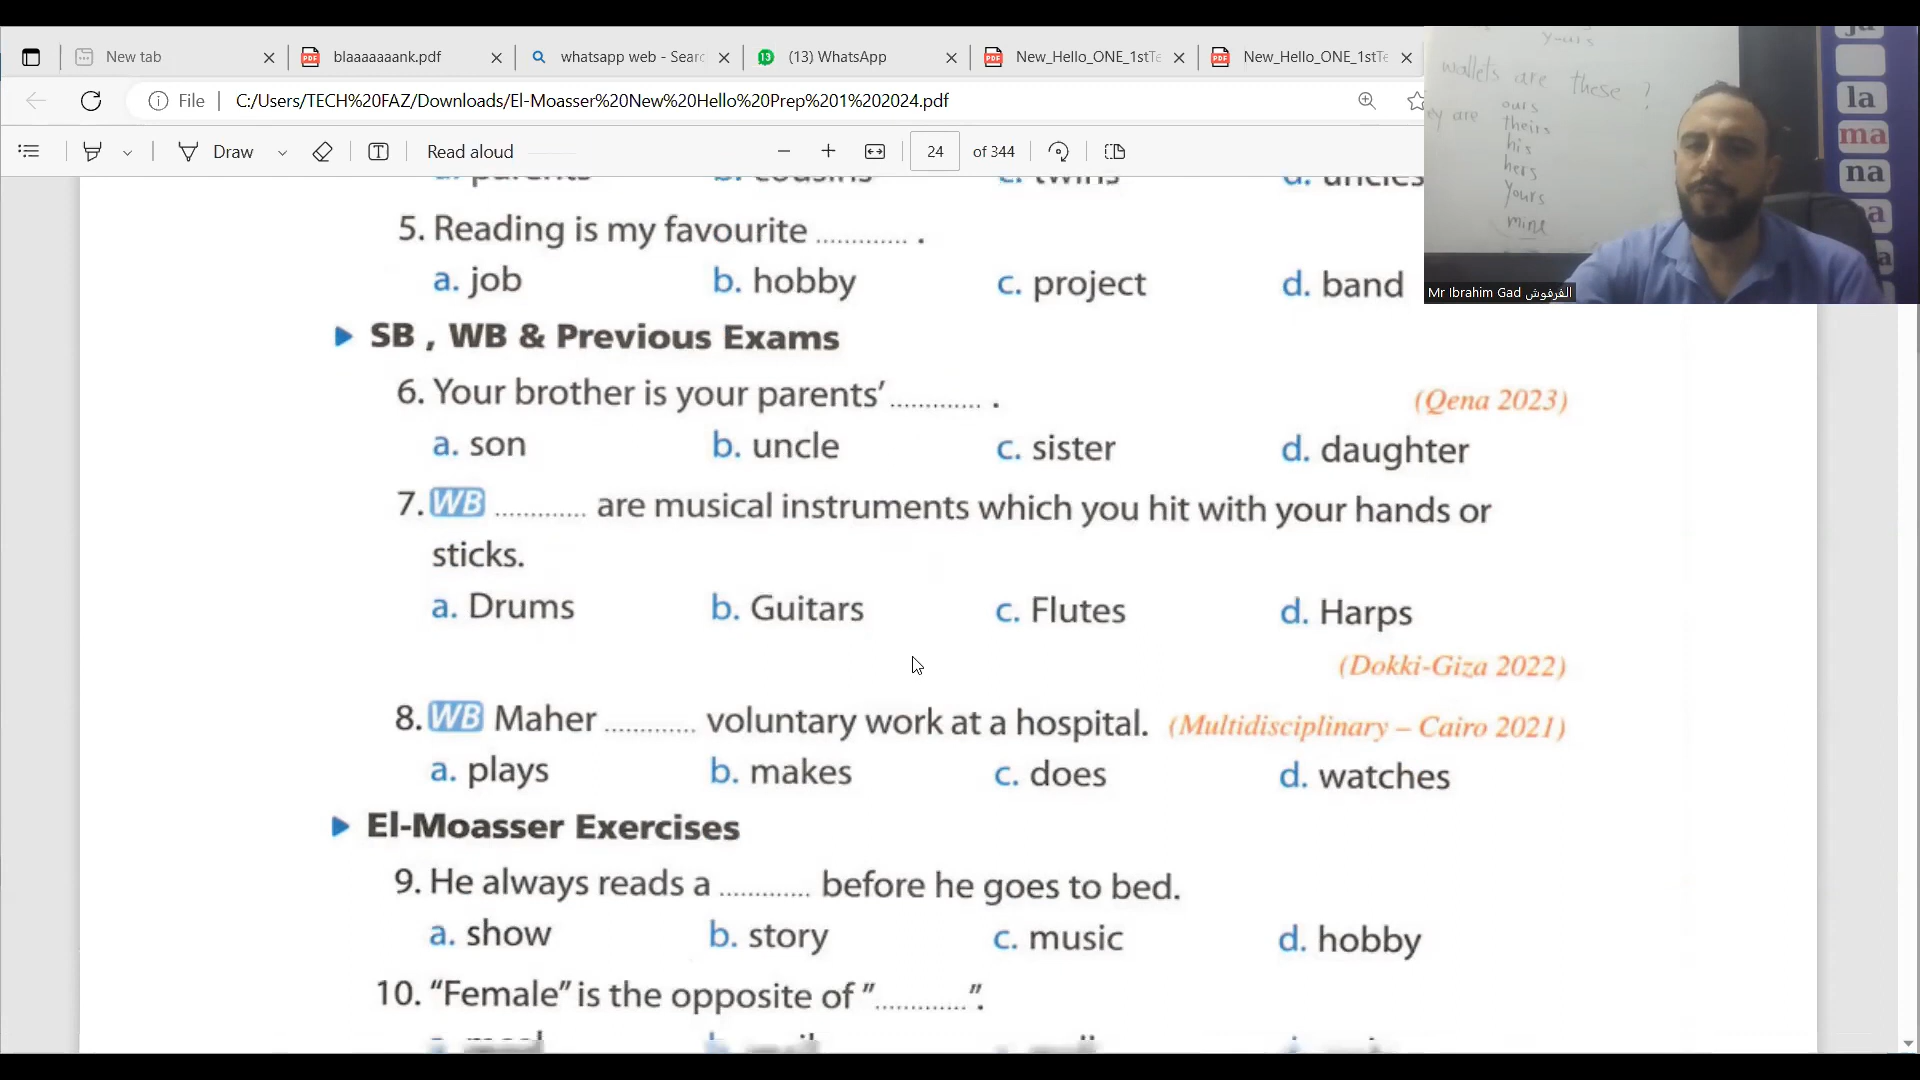 New tab
blaaaaaaank.pdf
whatsapp web - Searc
(13) WhatsApp
New_Hello_ONE_1stTe
New_Hello_ONE_1stTe
File
C:/Users/TECH%20FAZ/Downloads/El-Moasser%20New%20Hello%20Prep%201%202024.pdf
Draw
Read aloud
24 of 344
a. parents b. cousins c. twins d. uncles
5. Reading is my favourite ............. .
a. job b. hobby c. project d. band
SB , WB & Previous Exams
6. Your brother is your parents’ ............. . (Qena 2023)
a. son b. uncle c. sister d. daughter
7. WB ............. are musical instruments which you hit with your hands or
sticks.
a. Drums b. Guitars c. Flutes d. Harps
(Dokki-Giza 2022)
8. WB Maher ............. voluntary work at a hospital. (Multidisciplinary – Cairo 2021)
a. plays b. makes c. does d. watches
El-Moasser Exercises
9. He always reads a ............. before he goes to bed.
a. show b. story c. music d. hobby
10. “Female” is the opposite of ”.............”.
wallets are these ?
are ours
theirs
his
hers
yours
mine
la
ma
na
Mr Ibrahim Gad الفرفوش